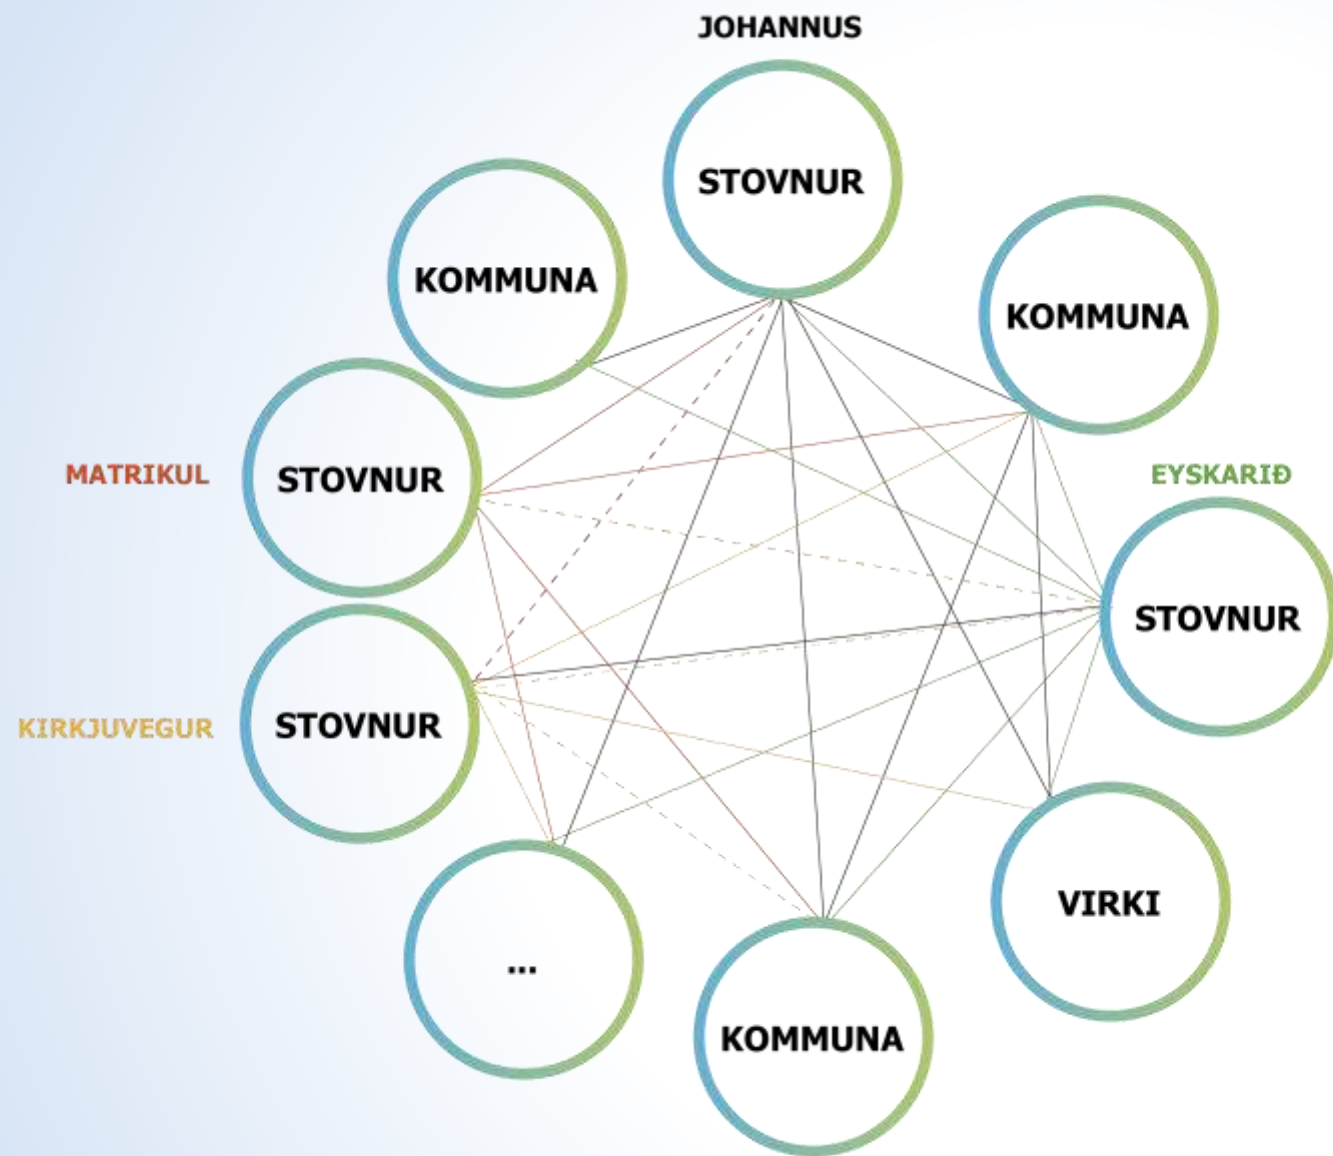 JOHANNUS
STOVNUR
KOMMUNA
KOMMUNA
MATRIKUL
STOVNUR
EYSKARIÐ
STOVNUR
KIRKJUVEGUR
STOVNUR
VIRKI
...
KOMMUNA